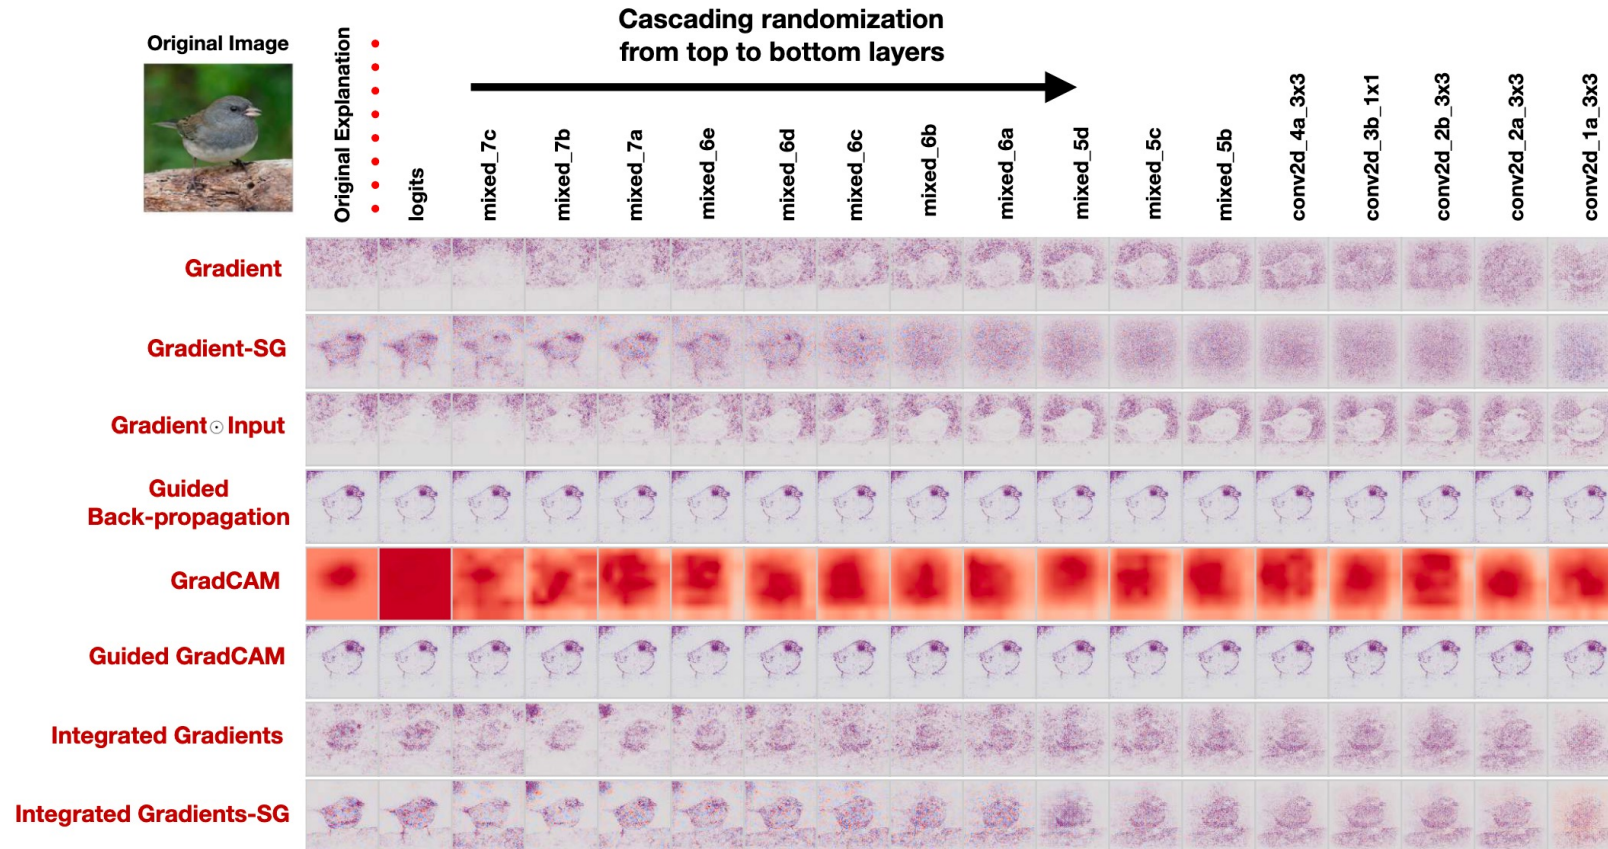 Cascading randomization
from top to bottom layers
Original Image
Original Explanation
logits
mixed_7c
mixed_7b
mixed_7a
mixed_6e
mixed_6d
mixed_6c
mixed_6b
mixed_6a
mixed_5d
mixed_5c
mixed_5b
conv2d_4a_3x3
conv2d_3b_1x1
conv2d_2b_3x3
conv2d_2a_3x3
conv2d_1a_3x3
Gradient
Gradient-SG
Gradient⊙Input
Guided
Back-propagation
GradCAM
Guided GradCAM
Integrated Gradients
Integrated Gradients-SG